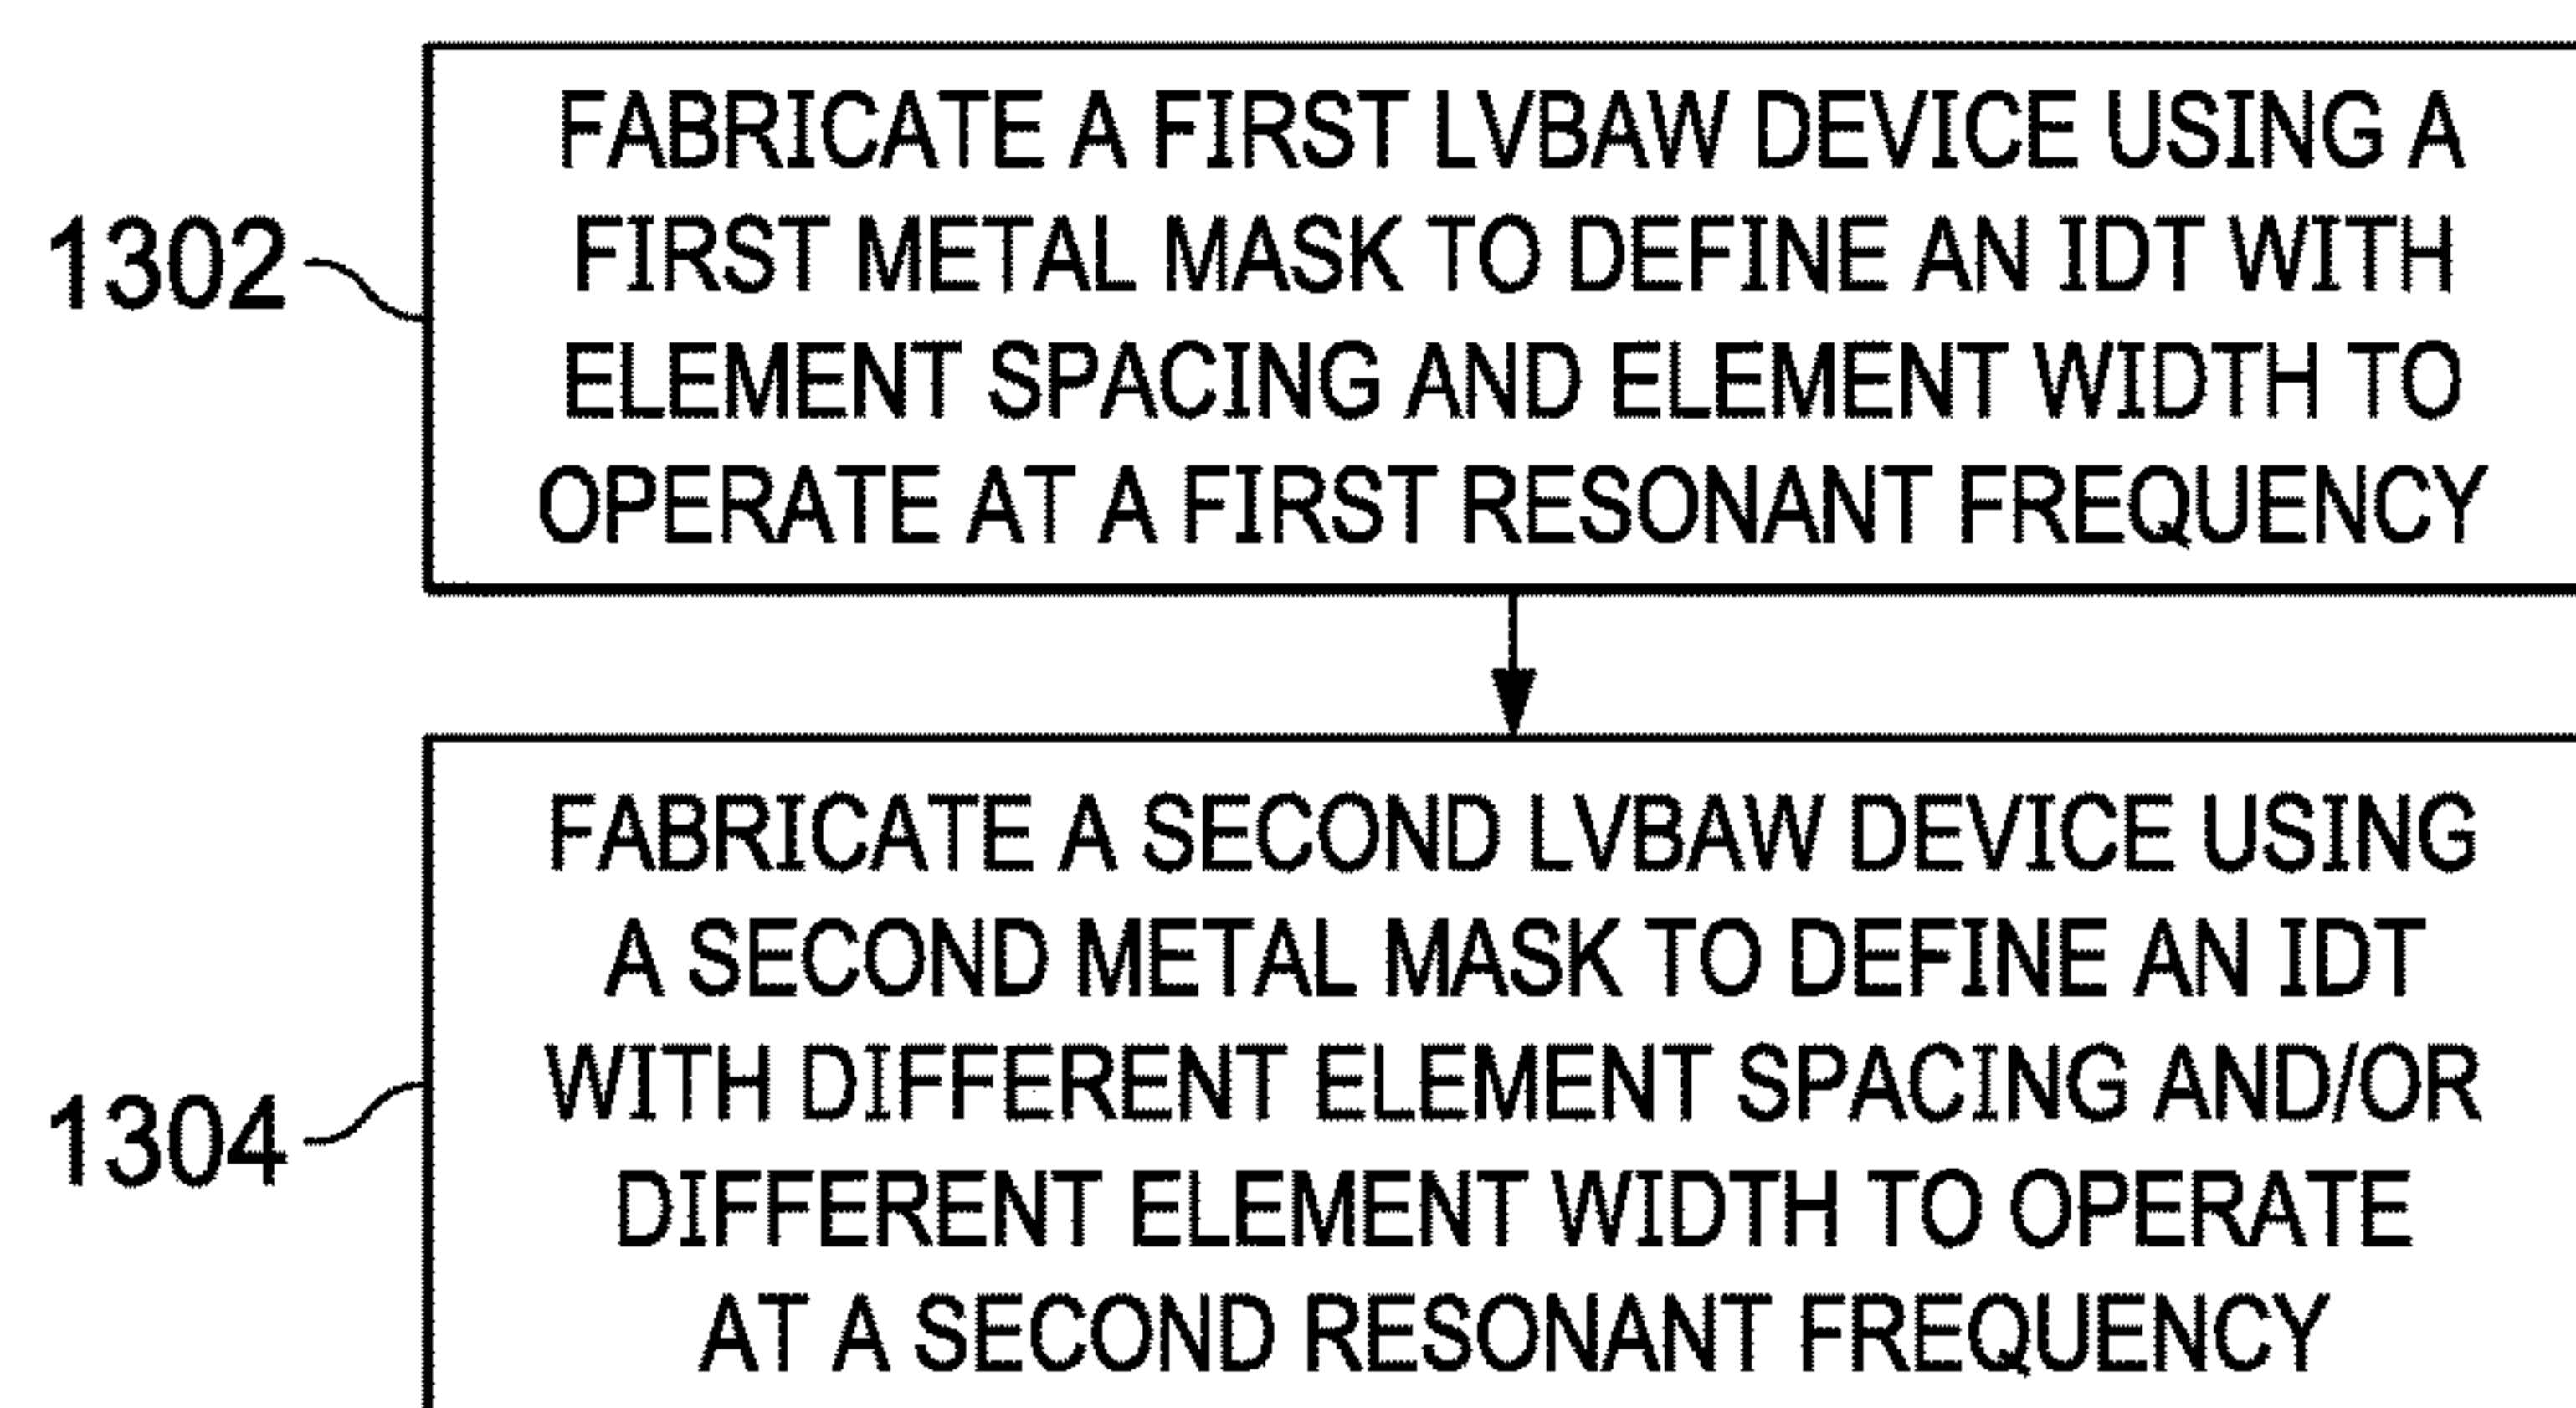 FABRICATE A FIRST LVBAW DEVICE USING A
FIRST METAL MASK TO DEFINE AN IDT WITH
1302
ELEMENT SPACING AND ELEMENT WIDTH TO
OPERATE AT A FIRST RESONANT FREQUENCY
FABRICATE A SECOND LVBAW DEVICE USING
A SECOND METAL MASK TO DEFINE AN IDT
WITH DIFFERENT ELEMENT SPACING AND/OR
1304
DIFFERENT ELEMENT WIDTH TO OPERATE
AT A SECOND RESONANT FREQUENCY